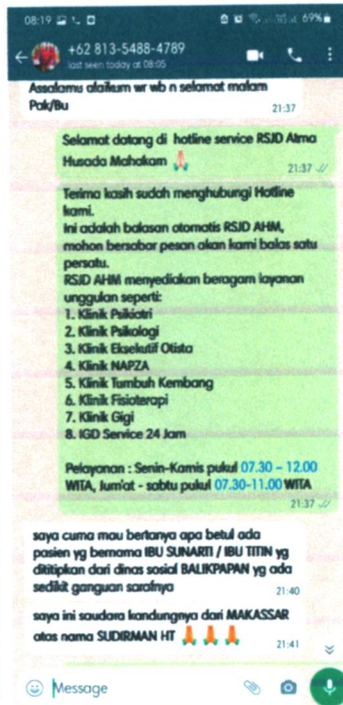 08:19
69%
+62 813-5488-4789
last seen today at 08:05
Assalamu alaikum wr wb n selamat malam
Pak/Bu
21:37
Selamat datang di hotline service RSJD Atma
Husada Mahakam
21:37
Terima kasih sudah menghubungi Hotline
kami.
Ini adalah balasan otomatis RSJD AHM,
mohon bersabar pesan akan kami balas satu
persatu.
RSJD AHM menyediakan beragam layanan
unggulan seperti:
1. Klinik Psikiatri
2. Klinik Psikologi
3. Klinik Eksekutif Otista
4. Klinik NAPZA
5. Klinik Tumbuh Kembang
6. Klinik Fisioterapi
7. Klinik Gigi
8. IGD Service 24 Jam
Pelayanan : Senin-Kamis pukul 07.30 – 12.00
WITA, Jum'at - sabtu pukul 07.30-11.00 WITA
21:37
saya cuma mau bertanya apa betul ada
pasien yg bernama IBU SUNARTI / IBU TITIN yg
dititipkan dari dinas sosial BALIKPAPAN yg ada
sedikit ganguan sarafnya
21:40
saya ini saudara kandungnya dari MAKASSAR
atas nama SUDIRMAN HT
21:41
Message